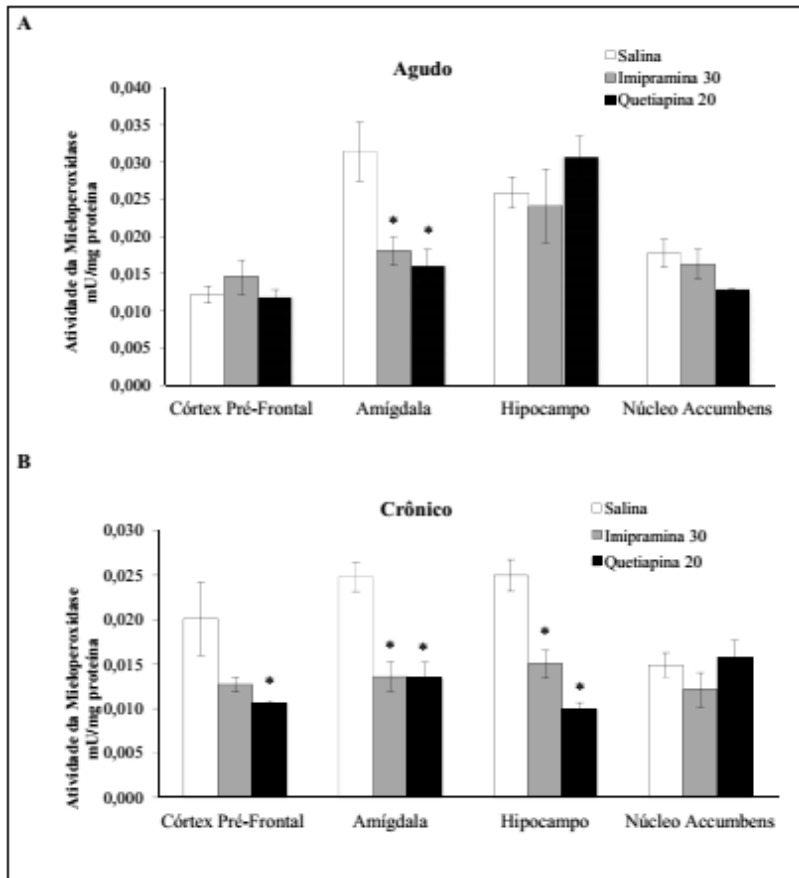 A
Agudo
Salina
Imipramina 30
Quetiapina 20
Atividade da Mieloperoxidase
mU/mg proteína
0,040
0,035
0,030
0,025
0,020
0,015
0,010
0,005
0,000
*
*
Córtex Pré-Frontal
Amígdala
Hipocampo
Núcleo Accumbens
B
Crônico
Salina
Imipramina 30
Quetiapina 20
Atividade da Mieloperoxidase
mU/mg proteína
0,030
0,025
0,020
0,015
0,010
0,005
0,000
*
*
*
*
*
Córtex Pré-Frontal
Amígdala
Hipocampo
Núcleo Accumbens